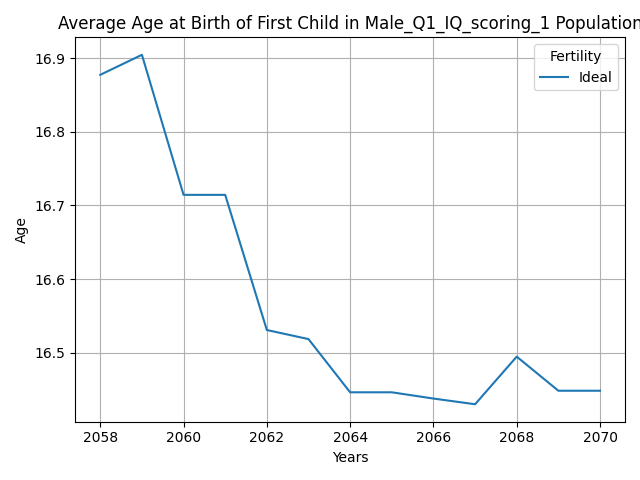 Average Age at Birth of First Child in Male_Q1_IQ_scoring_1 Population
Fertility
Ideal
Age
16.9
16.8
16.7
16.6
16.5
2058 2060 2062 2064 2066 2068 2070
Years